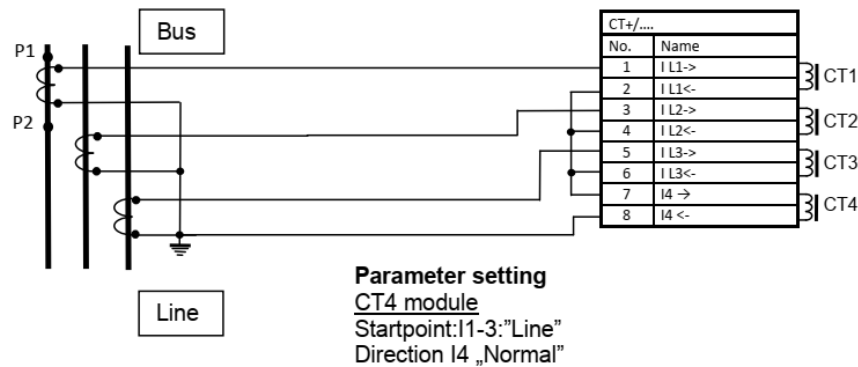 Bus
P1
P2
CT+/....
No. Name
1 I L1->
2 I L1<-
3 I L2->
4 I L2<-
5 I L3->
6 I L3<-
7 I4 →
8 I4 <-
CT1
CT2
CT3
CT4
Line
Parameter setting
CT4 module
Startpoint:I1-3:”Line”
Direction I4 „Normal”